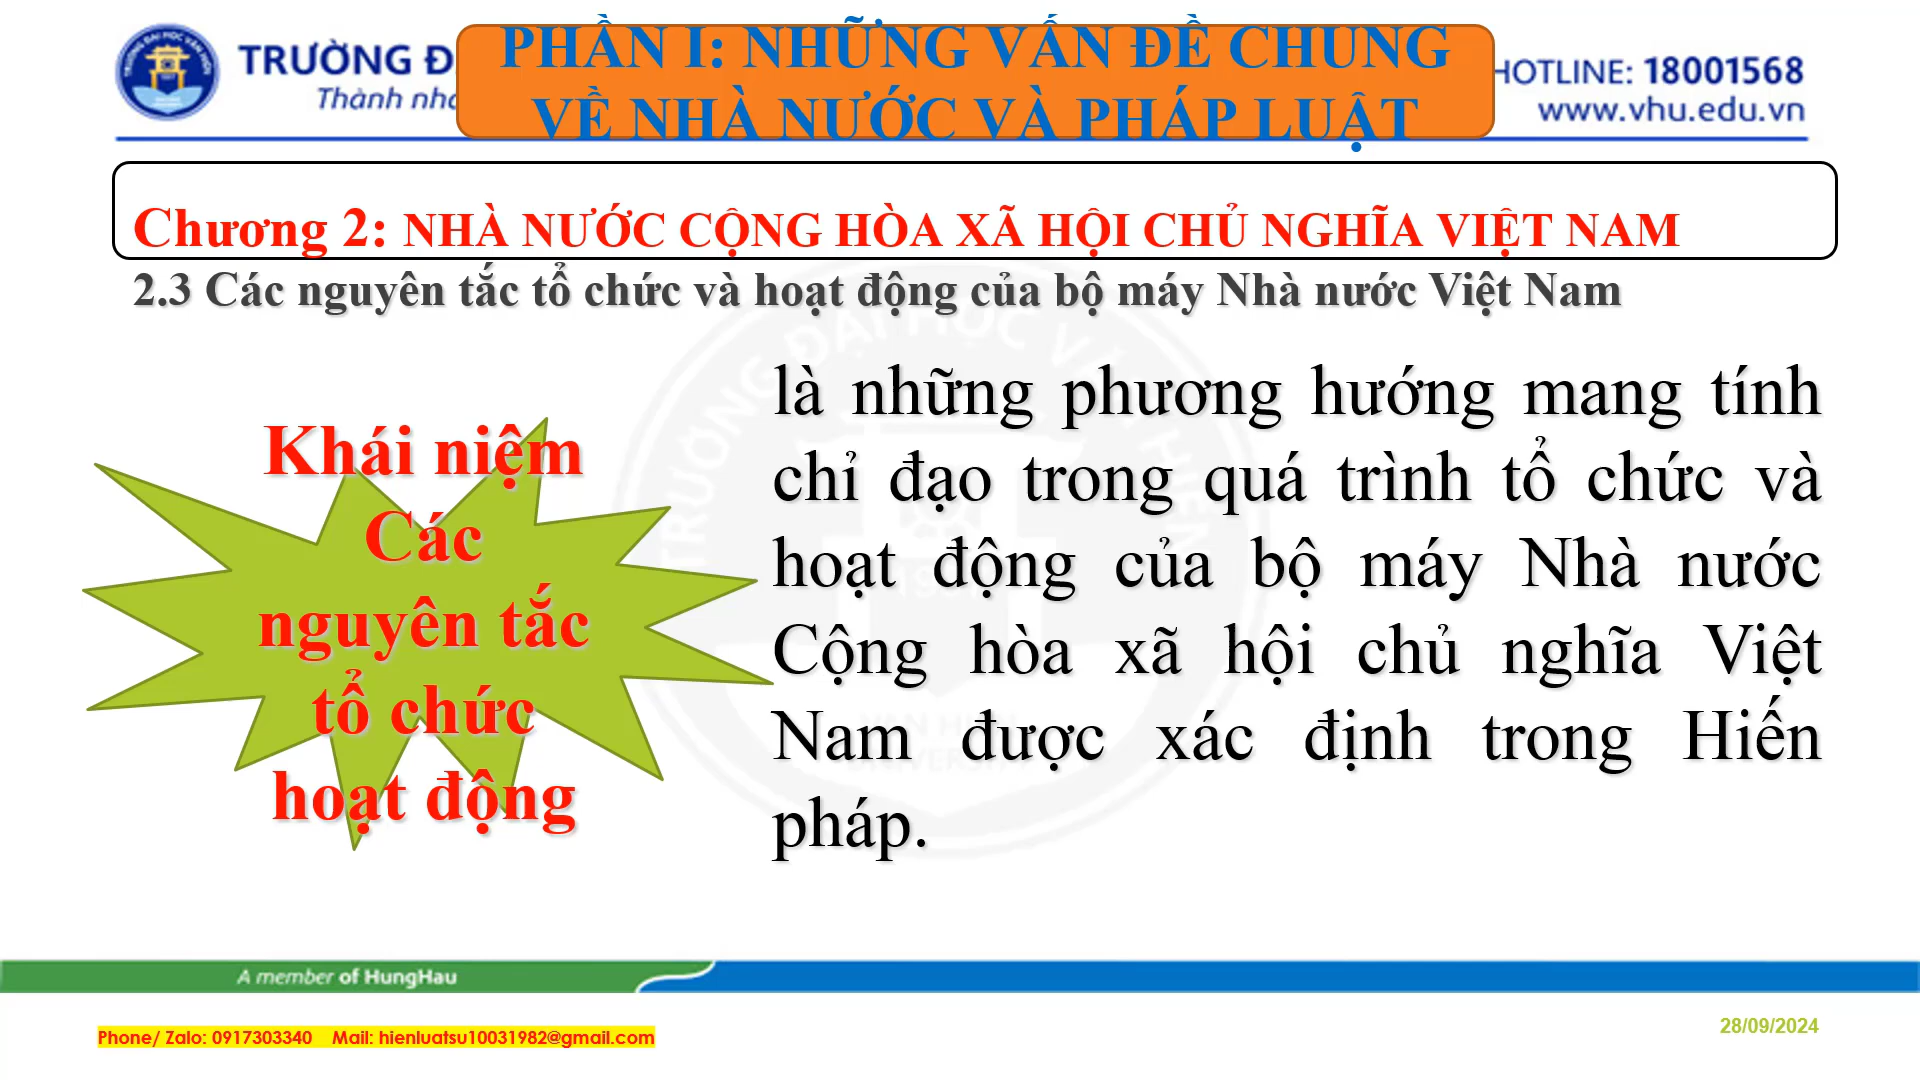 TRƯỜNG Đ
Thành nh
PHẦN I: NHỮNG VẤN ĐỀ CHUNG
VỀ NHÀ NƯỚC VÀ PHÁP LUẬT
HOTLINE: 18001568
www.vhu.edu.vn
Chương 2: NHÀ NƯỚC CỘNG HÒA XÃ HỘI CHỦ NGHĨA VIỆT NAM
2.3 Các nguyên tắc tổ chức và hoạt động của bộ máy Nhà nước Việt Nam
Khái niệm
Các
nguyên tắc
tổ chức
hoạt động
là những phương hướng mang tính
chỉ đạo trong quá trình tổ chức và
hoạt động của bộ máy Nhà nước
Cộng hòa xã hội chủ nghĩa Việt
Nam được xác định trong Hiến
pháp.
A member of HungHau
Phone/ Zalo: 0917303340 Mail: hienluatsu10031982@gmail.com
28/09/2024